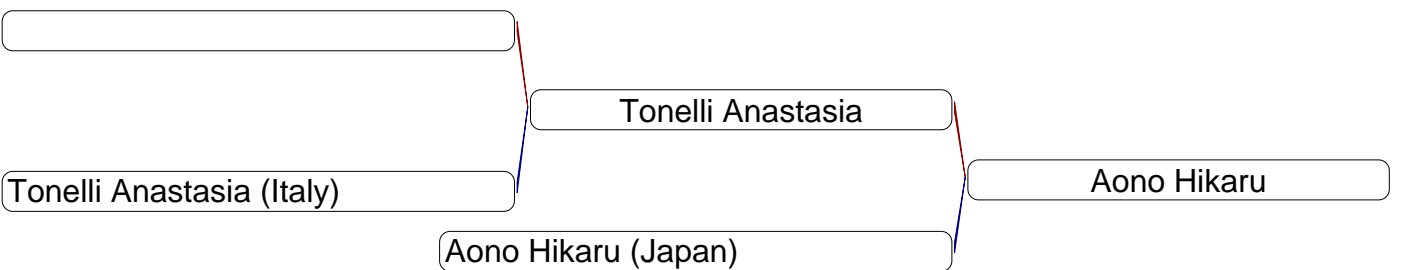 Tonelli Anastasia
Aono Hikaru
Tonelli Anastasia (Italy)
Aono Hikaru (Japan)